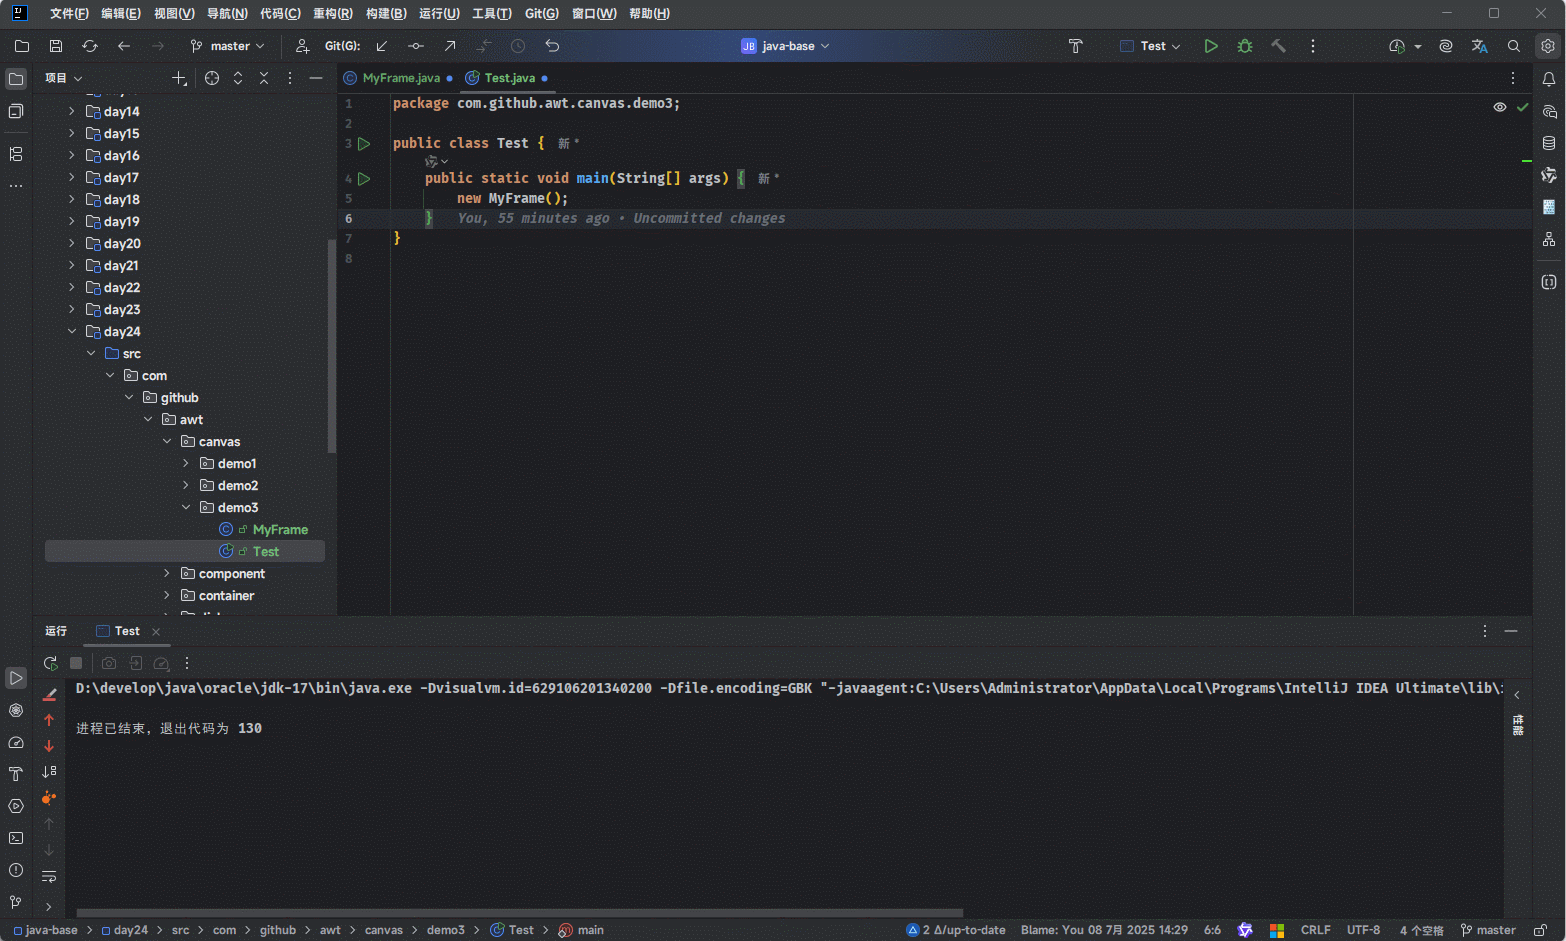 文件(F) 编辑(E) 视图(V) 导航(N) 代码(C) 重构(R) 构建(B) 运行(U) 工具(T) Git(G) 窗口(W) 帮助(H)
master Git(G): JB java-base Test
项目
MyFrame.java Test.java
day14
day15
day16
day17
day18
day19
day20
day21
day22
day23
day24
src
com
github
awt
canvas
demo1
demo2
demo3
MyFrame
Test
component
container
1 package com.github.awt.canvas.demo3;
2
3 public class Test { 新 *
4 public static void main(String[] args) { 新 *
5 new MyFrame();
6 } You, 55 minutes ago • Uncommitted changes
7 }
8
运行 Test
D:\develop\java\oracle\jdk-17\bin\java.exe -Dvisualvm.id=629106201340200 -Dfile.encoding=GBK "-javaagent:C:\Users\Administrator\AppData\Local\Programs\IntelliJ IDEA Ultimate\lib\
进程已结束，退出代码为 130
性能
java-base > day24 > src > com > github > awt > canvas > demo3 > Test > main
2 Δ/up-to-date Blame: You 08 7月 2025 14:29 6:6 CRLF UTF-8 4 个空格 master